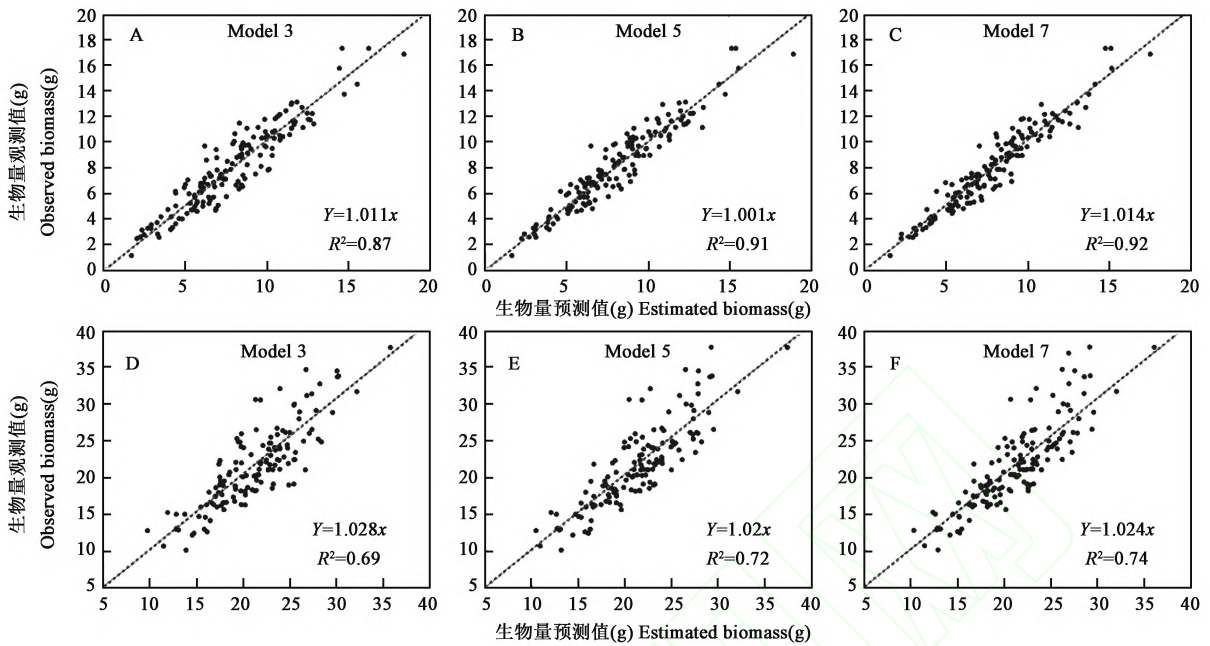 A Model 3
20
18
16
14
12
10
8
6
4
2
0
Y=1.011x
R²=0.87
0 5 10 15 20
B Model 5
20
18
16
14
12
10
8
6
4
2
0
Y=1.001x
R²=0.91
0 5 10 15 20
C Model 7
20
18
16
14
12
10
8
6
4
2
0
Y=1.014x
R²=0.92
0 5 10 15 20
生物量观测值(g)
Observed biomass(g)
生物量预测值(g) Estimated biomass(g)
D Model 3
40
35
30
25
20
15
10
5
Y=1.028x
R²=0.69
5 10 15 20 25 30 35 40
E Model 5
40
35
30
25
20
15
10
5
Y=1.02x
R²=0.72
5 10 15 20 25 30 35 40
F Model 7
40
35
30
25
20
15
10
5
Y=1.024x
R²=0.74
5 10 15 20 25 30 35 40
生物量观测值(g)
Observed biomass(g)
生物量预测值(g) Estimated biomass(g)